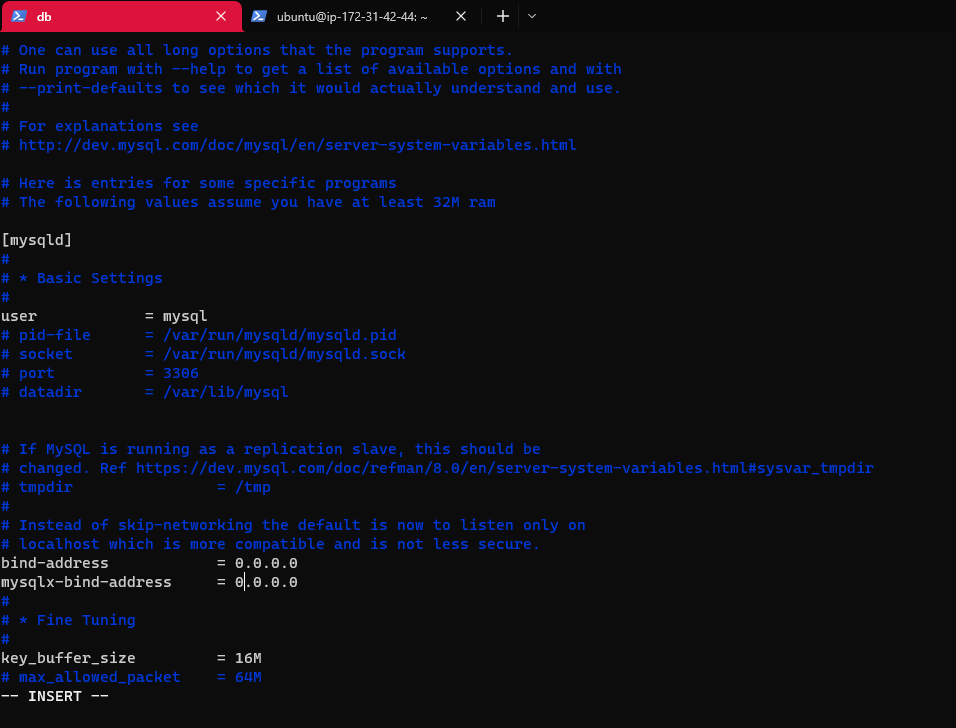 db
ubuntu@ip-172-31-42-44: ~
# One can use all long options that the program supports.
# Run program with --help to get a list of available options and with
# --print-defaults to see which it would actually understand and use.
#
# For explanations see
# http://dev.mysql.com/doc/mysql/en/server-system-variables.html
# Here is entries for some specific programs
# The following values assume you have at least 32M ram
[mysqld]
#
# * Basic Settings
#
user            = mysql
# pid-file      = /var/run/mysqld/mysqld.pid
# socket        = /var/run/mysqld/mysqld.sock
# port          = 3306
# datadir       = /var/lib/mysql
# If MySQL is running as a replication slave, this should be
# changed. Ref https://dev.mysql.com/doc/refman/8.0/en/server-system-variables.html#sysvar_tmpdir
# tmpdir                = /tmp
#
# Instead of skip-networking the default is now to listen only on
# localhost which is more compatible and is not less secure.
bind-address            = 0.0.0.0
mysqlx-bind-address     = 0.0.0.0
#
# * Fine Tuning
#
key_buffer_size         = 16M
# max_allowed_packet    = 64M
-- INSERT --